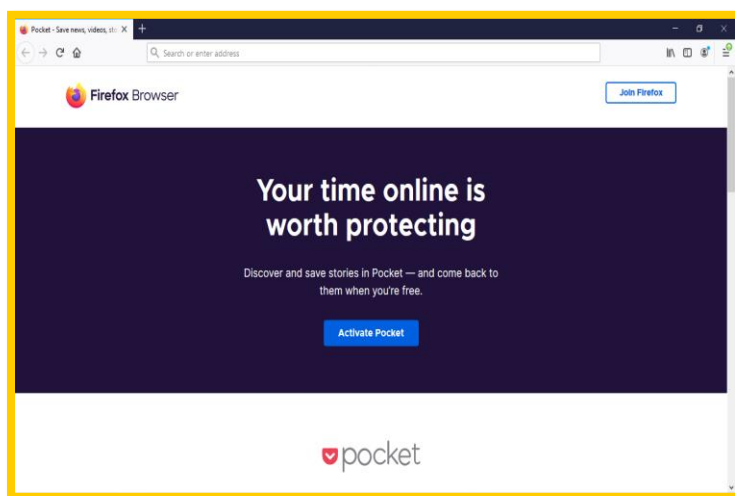 Pocket - Save news, videos, sto
Search or enter address
Firefox Browser
Join Firefox
Your time online is
worth protecting
Discover and save stories in Pocket — and come back to
them when you're free.
Activate Pocket
pocket